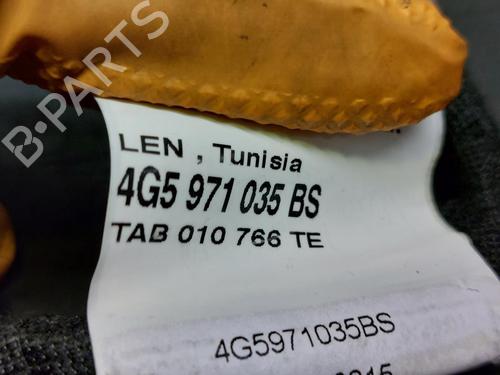 B-PARTS
LEN , Tunisia
4G5 971 035 BS
TAB 010 766 TE
4G5971035BS